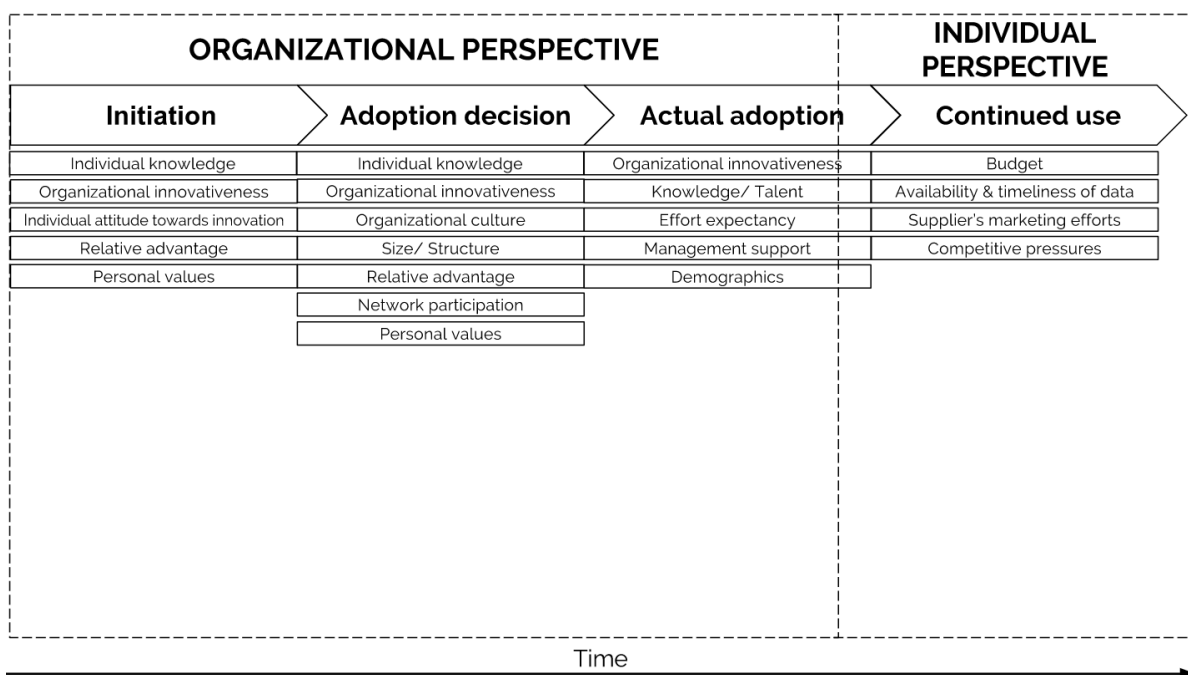 ORGANIZATIONAL PERSPECTIVE
INDIVIDUAL
PERSPECTIVE
Initiation
Adoption decision
Actual adoption
Continued use
Individual knowledge
Organizational innovativeness
Individual attitude towards innovation
Relative advantage
Personal values
Individual knowledge
Organizational innovativeness
Organizational culture
Size/ Structure
Relative advantage
Network participation
Personal values
Organizational innovativeness
Knowledge/ Talent
Effort expectancy
Management support
Demographics
Budget
Availability & timeliness of data
Supplier's marketing efforts
Competitive pressures
Time